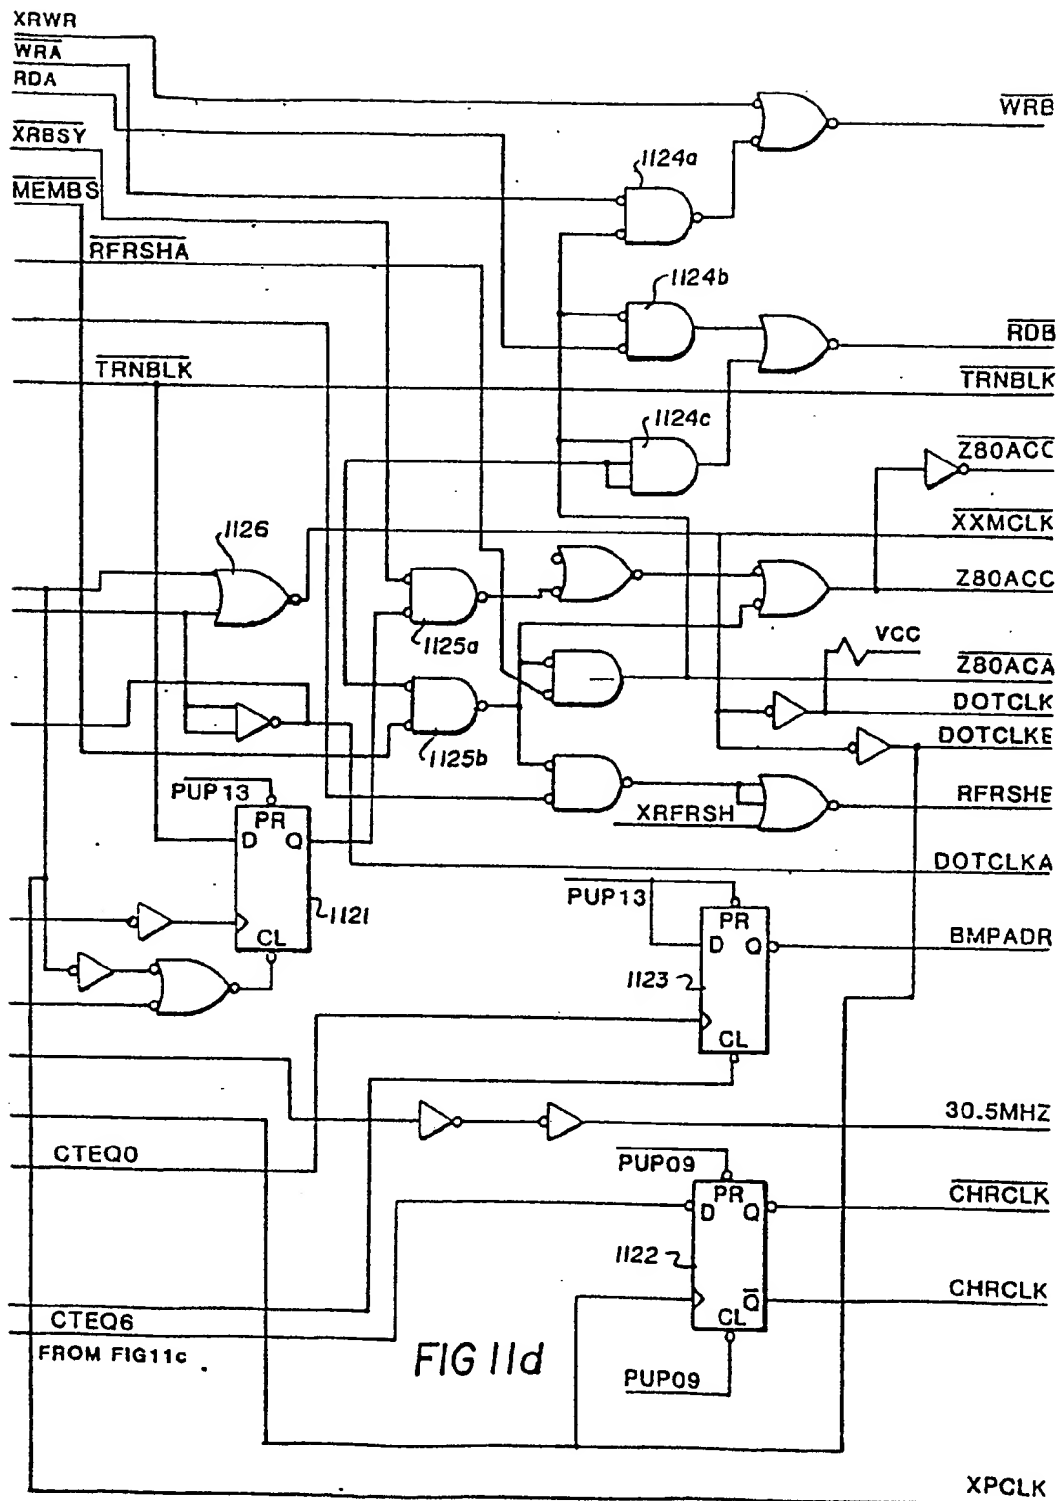 XRWR
WRA
RDA
XRBSY
MEMBS
RFRSHA
TRNBLK
1124a
1124b
1124c
WRB
RDB
TRNBLK
Z80ACC
XXMCLK
Z80ACC
VCC
Z80ACA
DOTCLK
DOTCLKE
RFRSHE
DOTCLKA
1126
1125a
1125b
XRFRSH
PUP13
PR
D Q
CL
1121
PUP13
PR
D Q
CL
1123
BMPADR
30.5MHZ
CTEQ0
PUP09
PR
D Q
Q
CL
1122
CHRCLK
CHRCLK
PUP09
CTEQ6
FROM FIG11c
FIG 11d
XPCLK